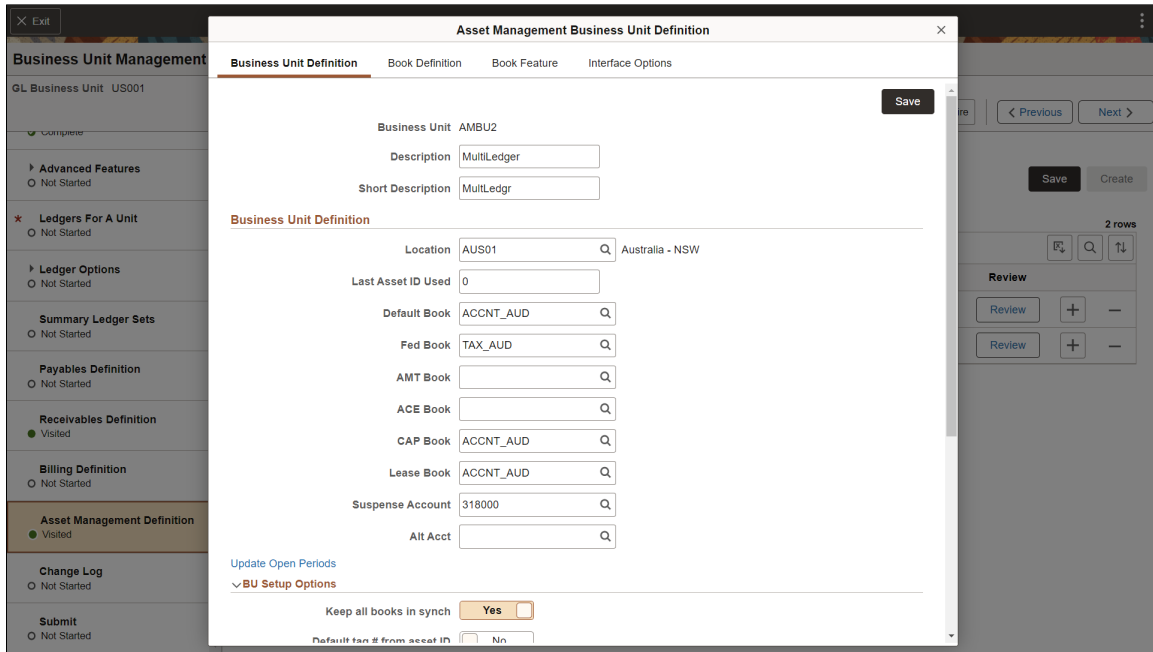 Exit
Business Unit Management
GL Business Unit US001
Complete
Advanced Features
Not Started
* Ledgers For A Unit
Not Started
Ledger Options
Not Started
Summary Ledger Sets
Not Started
Payables Definition
Not Started
Receivables Definition
Visited
Billing Definition
Not Started
Asset Management Definition
Visited
Change Log
Not Started
Submit
Not Started
Asset Management Business Unit Definition
Business Unit Definition Book Definition Book Feature Interface Options
Save
Business Unit AMBU2
Description MultiLedger
Short Description MultLedgr
Business Unit Definition
Location AUS01 Australia - NSW
Last Asset ID Used 0
Default Book ACCNT_AUD
Fed Book TAX_AUD
AMT Book
ACE Book
CAP Book ACCNT_AUD
Lease Book ACCNT_AUD
Suspense Account 318000
Alt Acct
Update Open Periods
BU Setup Options
Keep all books in synch Yes
Default tag # from asset ID No
Previous Next
Save Create
2 rows
Review
Review
Review